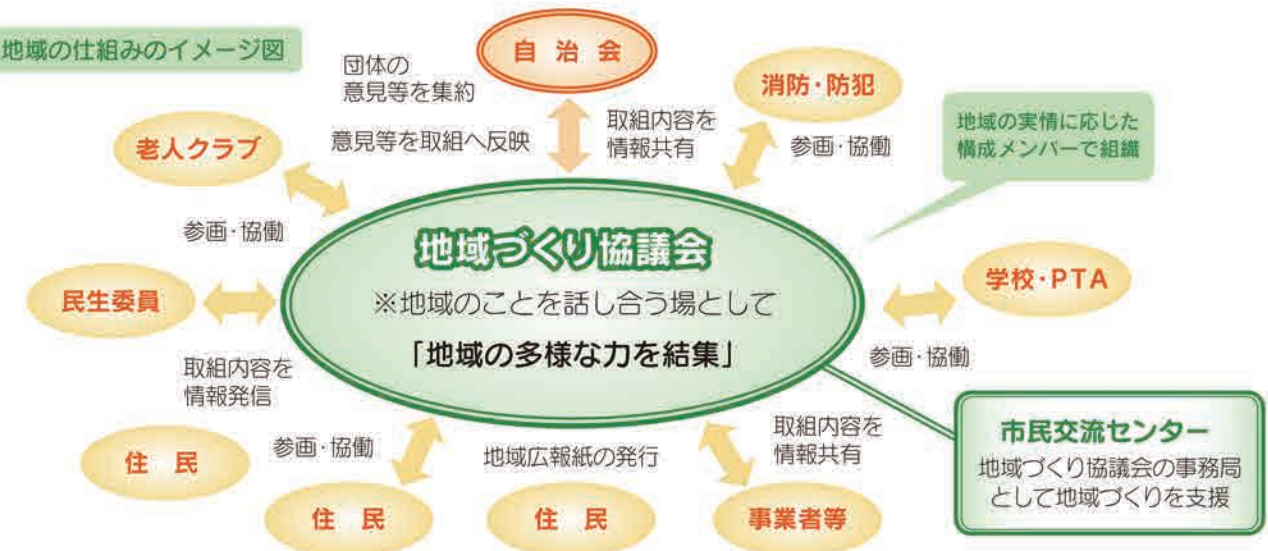 地域の仕組みのイメージ図
自治会
団体の
意見等を集約
意見等を取組へ反映
取組内容を
情報共有
消防・防犯
参画・協働
地域の実情に応じた
構成メンバーで組織
老人クラブ
参画・協働
地域づくり協議会
※地域のことを話し合う場として
「地域の多様な力を結集」
民生委員
学校・PTA
参画・協働
取組内容を
情報発信
住民
参画・協働
住民
地域広報紙の発行
住民
取組内容を
情報共有
事業者等
市民交流センター
地域づくり協議会の事務局
として地域づくりを支援